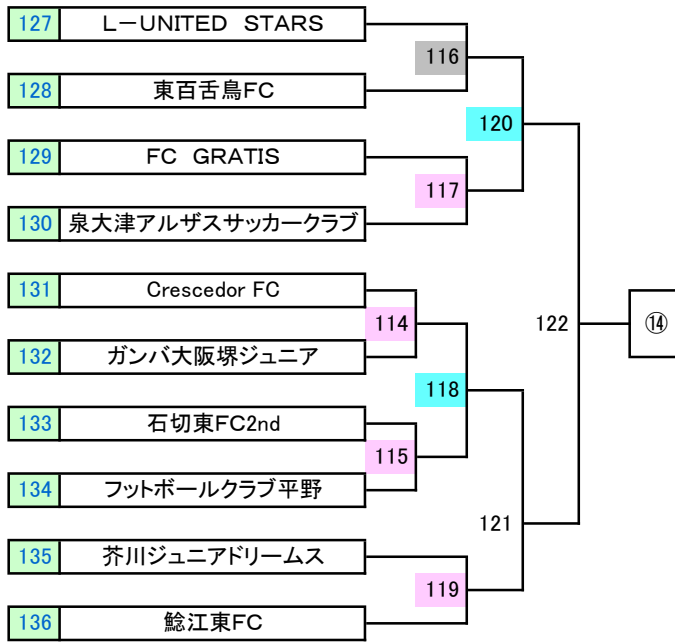 127 L－UNITED　STARS
116
128 東百舌鳥FC
120
129 FC　GRATIS
117
130 泉大津アルザスサッカークラブ
131 Crescedor FC
114
122
⑭
132 ガンバ大阪堺ジュニア
118
133 石切東FC2nd
115
134 フットボールクラブ平野
121
135 芥川ジュニアドリームス
119
136 鯰江東FC